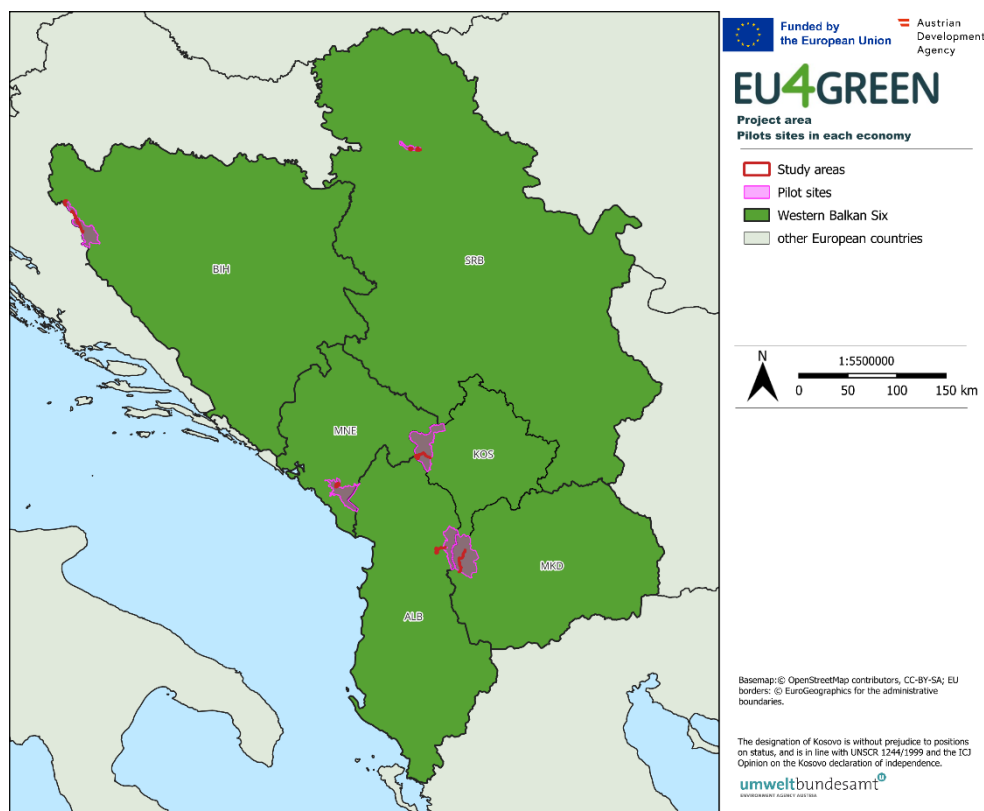 Funded by
the European Union
Austrian
Development
Agency
EU4GREEN
Project area
Pilots sites in each economy
Study areas
Pilot sites
Western Balkan Six
other European countries
BIH
SRB
MNE
KOS
MKD
ALB
N
1:5500000
0 50 100 150 km
Basemap:© OpenStreetMap contributors, CC-BY-SA; EU
borders: © EuroGeographics for the administrative
boundaries.
The designation of Kosovo is without prejudice to positions
on status, and is in line with UNSCR 1244/1999 and the ICJ
Opinion on the Kosovo declaration of independence.
umweltbundesamt
ENVIRONMENT AGENCY AUSTRIA